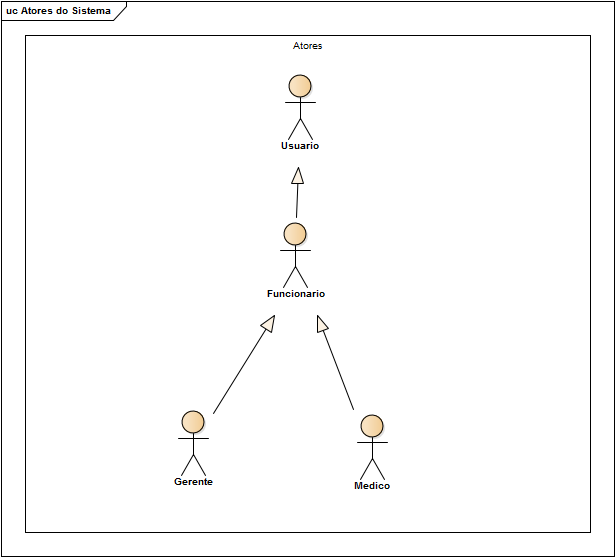 uc Atores do Sistema
Atores
Usuario
Funcionario
Gerente
Medico